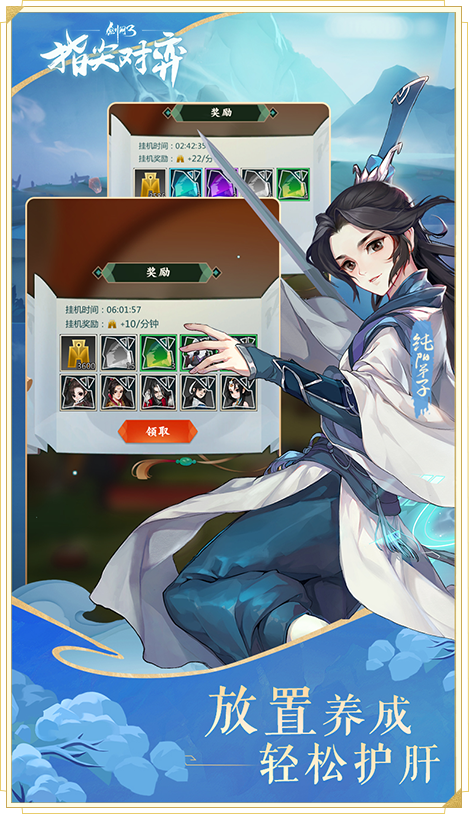 剑网3
指尖对弈
奖励
挂机时间：02:42:35
挂机奖励： +22/分
奖励
挂机时间：06:01:57
挂机奖励： +10/分钟
3600
领取
纯阳弟子
放置养成
轻松护肝